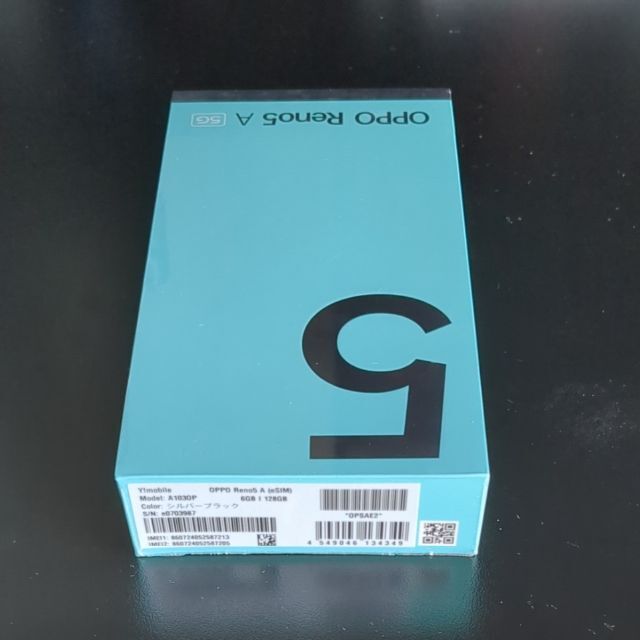 OPPO Reno5 A 5G
5
Y!mobile OPPO Reno5 A (eSIM)
Model: A103OP 6GB | 128GB
Color: シルバーブラック
S/N: e0703967
IMEI1: 860724052587213
IMEI2: 860724052587205
*OPSAE2*
4 549046 134349